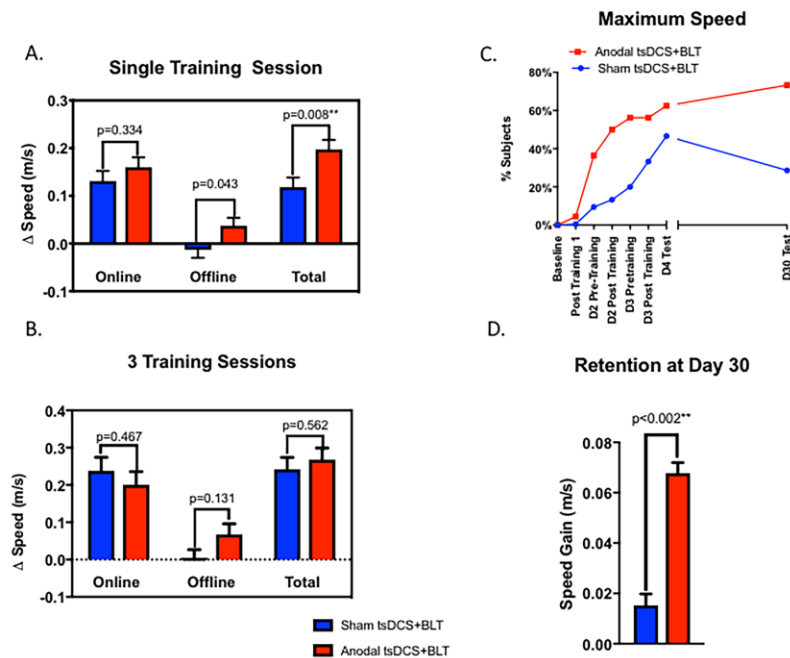 A.
Single Training Session
0.3
0.2
0.1
0.0
-0.1
Δ Speed (m/s)
p=0.334
p=0.043
p=0.008**
Online
Offline
Total
B.
3 Training Sessions
0.4
0.3
0.2
0.1
0.0
-0.1
Δ Speed (m/s)
p=0.467
p=0.131
p=0.562
Online
Offline
Total
Sham tsDCS+BLT
Anodal tsDCS+BLT
Maximum Speed
C.
Anodal tsDCS+BLT
Sham tsDCS+BLT
80%
60%
40%
20%
0%
% Subjects
Baseline
Post Training 1
D2 Pre-Training
D2 Post Training
D3 Pretraining
D3 Post Training
D4 Test
D30 Test
D.
Retention at Day 30
p<0.002**
0.08
0.06
0.04
0.02
0.00
Speed Gain (m/s)